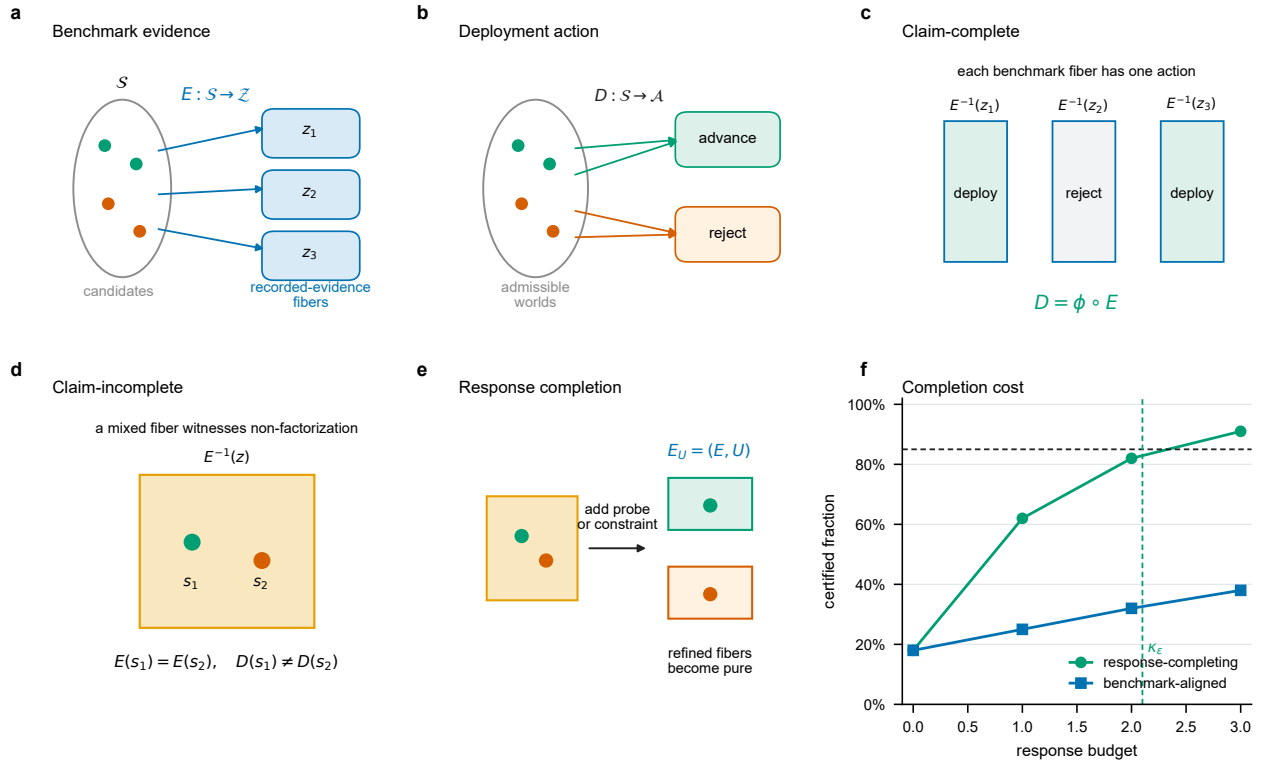 a
Benchmark evidence
𝒮
E : 𝒮 → 𝒵
z₁
z₂
z₃
candidates
recorded-evidence
fibers
b
Deployment action
D : 𝒮 → 𝒜
advance
reject
admissible
worlds
c
Claim-complete
each benchmark fiber has one action
E⁻¹(z₁)
E⁻¹(z₂)
E⁻¹(z₃)
deploy
reject
deploy
D = ϕ ∘ E
d
Claim-incomplete
a mixed fiber witnesses non-factorization
E⁻¹(z)
s₁
s₂
E(s₁) = E(s₂), D(s₁) ≠ D(s₂)
e
Response completion
E_U = (E, U)
add probe
or constraint
refined fibers
become pure
f
Completion cost
certified fraction
100%
80%
60%
40%
20%
0%
κ_ε
response-completing
benchmark-aligned
0.0 0.5 1.0 1.5 2.0 2.5 3.0
response budget